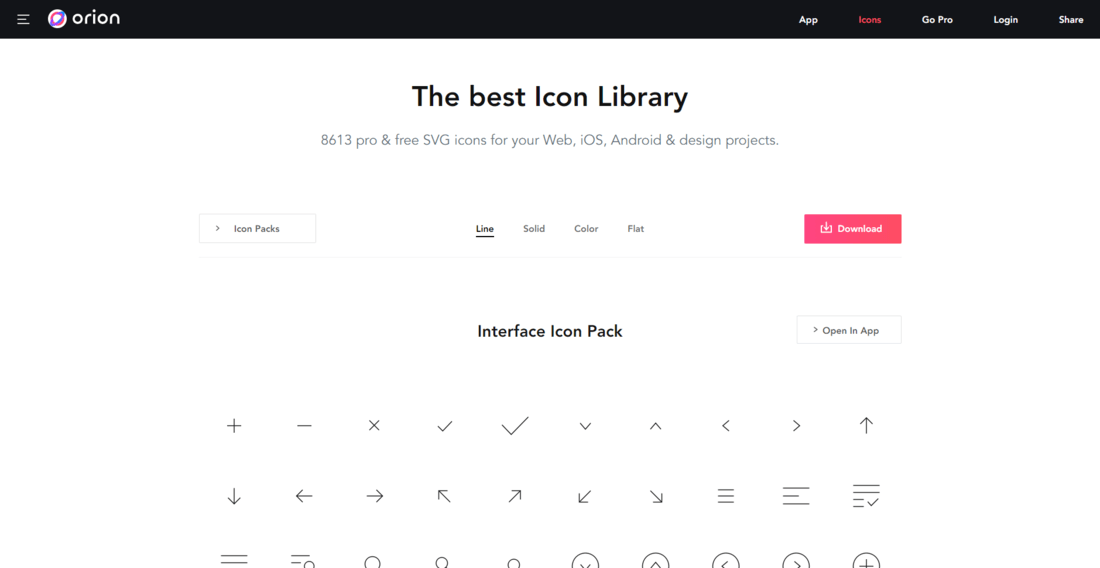 orion
App
Icons
Go Pro
Login
Share
The best Icon Library
8613 pro & free SVG icons for your Web, iOS, Android & design projects.
Icon Packs
Line
Solid
Color
Flat
Download
Interface Icon Pack
Open In App